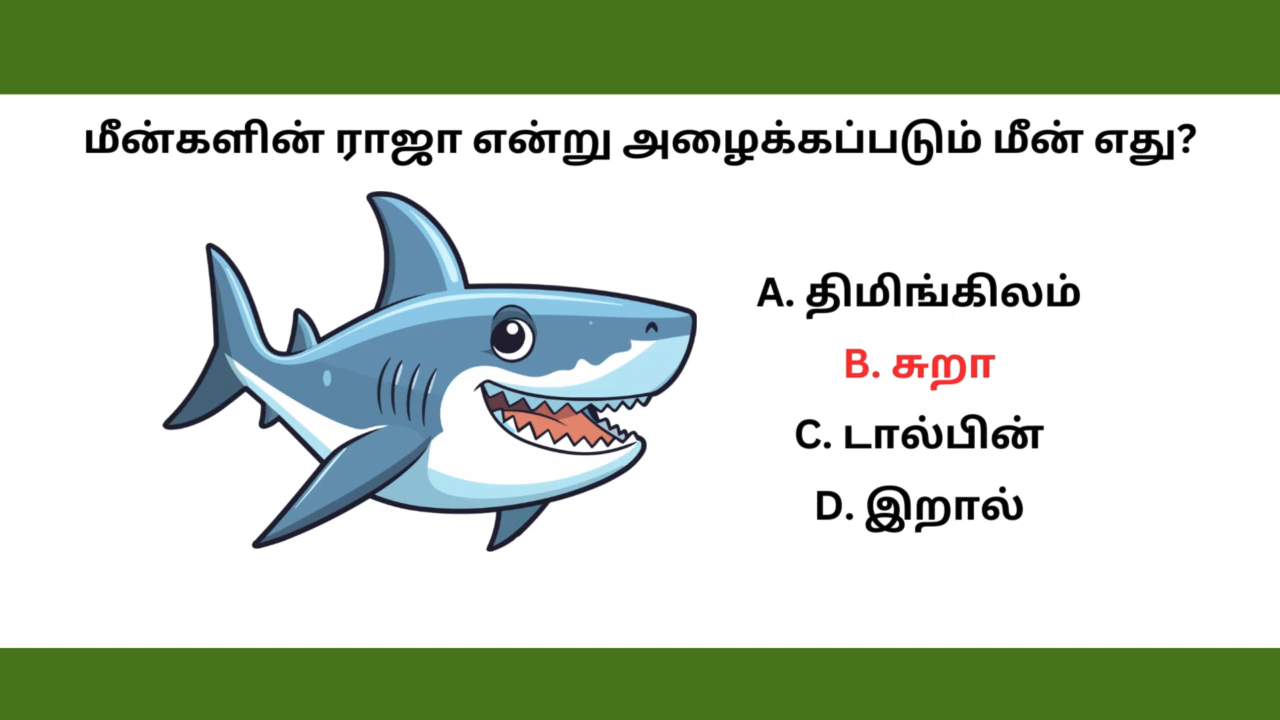 மீன்களின் ராஜா என்று அழைக்கப்படும் மீன் எது?
A. திமிங்கிலம்
B. சுறா
C. டால்பின்
D. இறால்